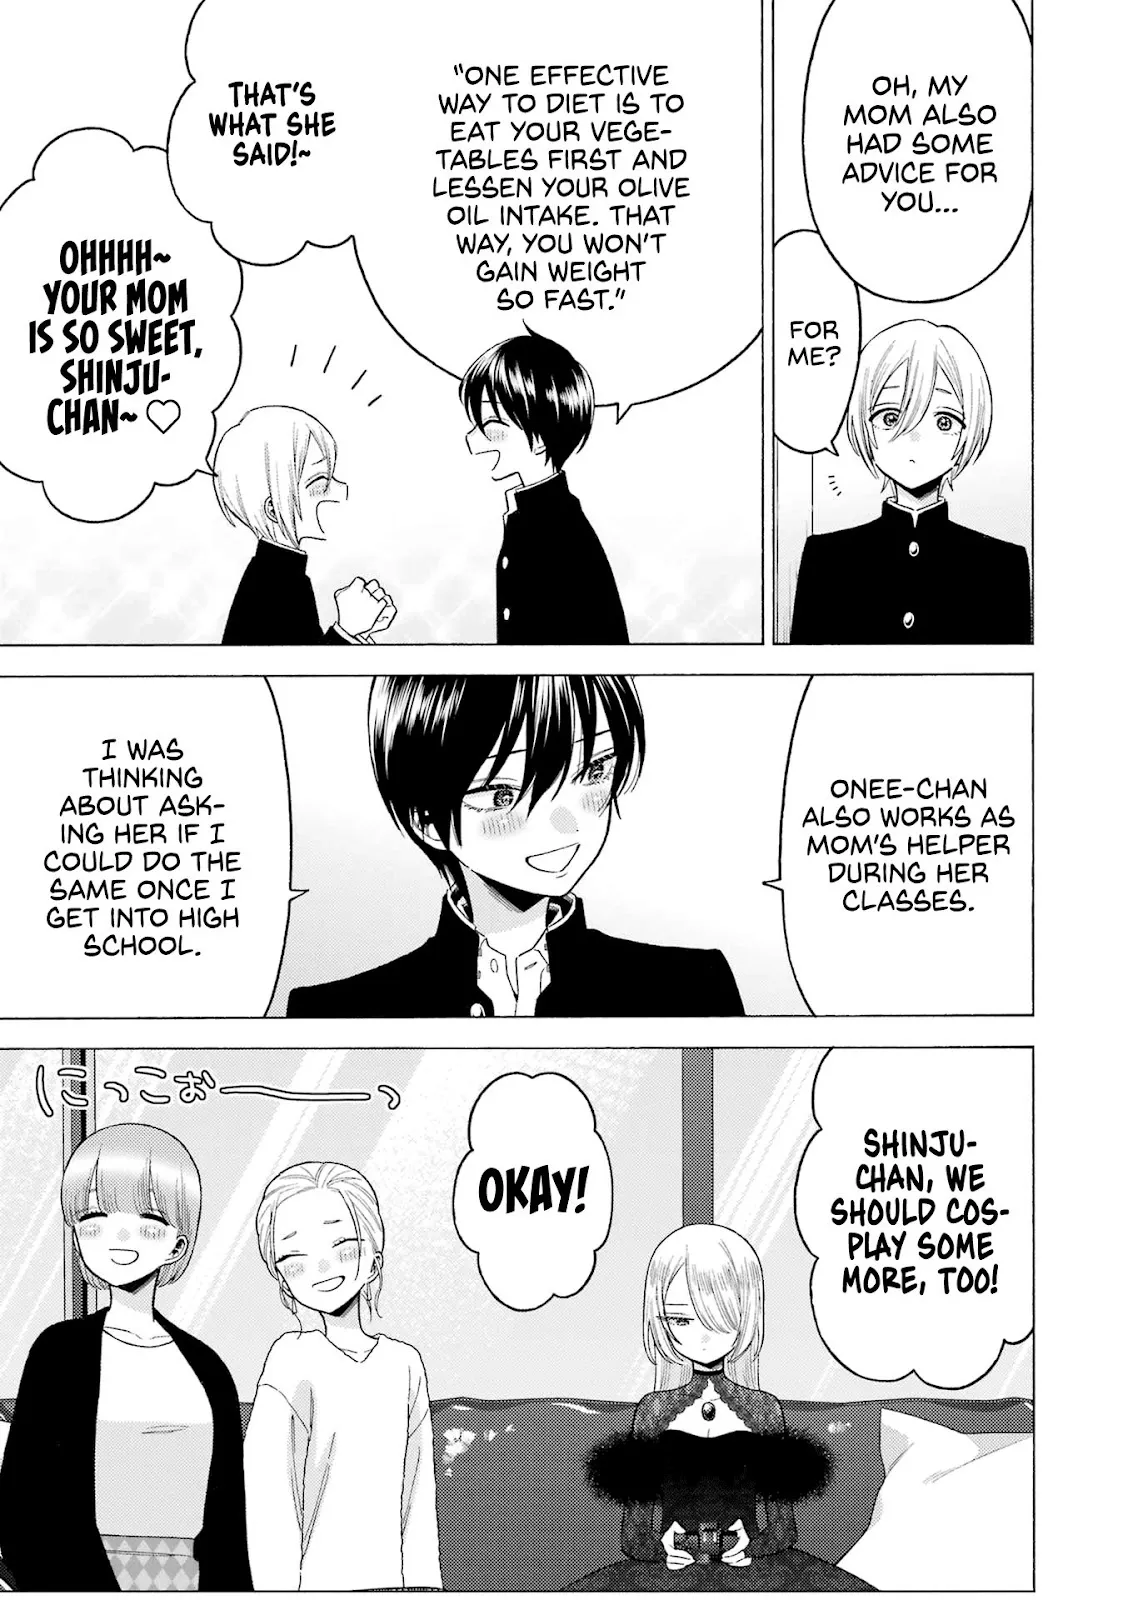 OH, MY
MOM ALSO
HAD SOME
ADVICE FOR
YOU...
FOR
ME?
"ONE EFFECTIVE
WAY TO DIET IS TO
EAT YOUR VEGE-
TABLES FIRST AND
LESSEN YOUR OLIVE
OIL INTAKE. THAT
WAY, YOU WON'T
GAIN WEIGHT
SO FAST."
THAT'S
WHAT SHE
SAID!~
OHHHH~
YOUR MOM
IS SO SWEET,
SHINJU-
CHAN~ ♡
ONEE-CHAN
ALSO WORKS AS
MOM'S HELPER
DURING HER
CLASSES.
I WAS
THINKING
ABOUT ASK-
ING HER IF I
COULD DO THE
SAME ONCE I
GET INTO HIGH
SCHOOL.
SHINJU-
CHAN, WE
SHOULD COS-
PLAY SOME
MORE, TOO!
OKAY!
にっこぉーーっ